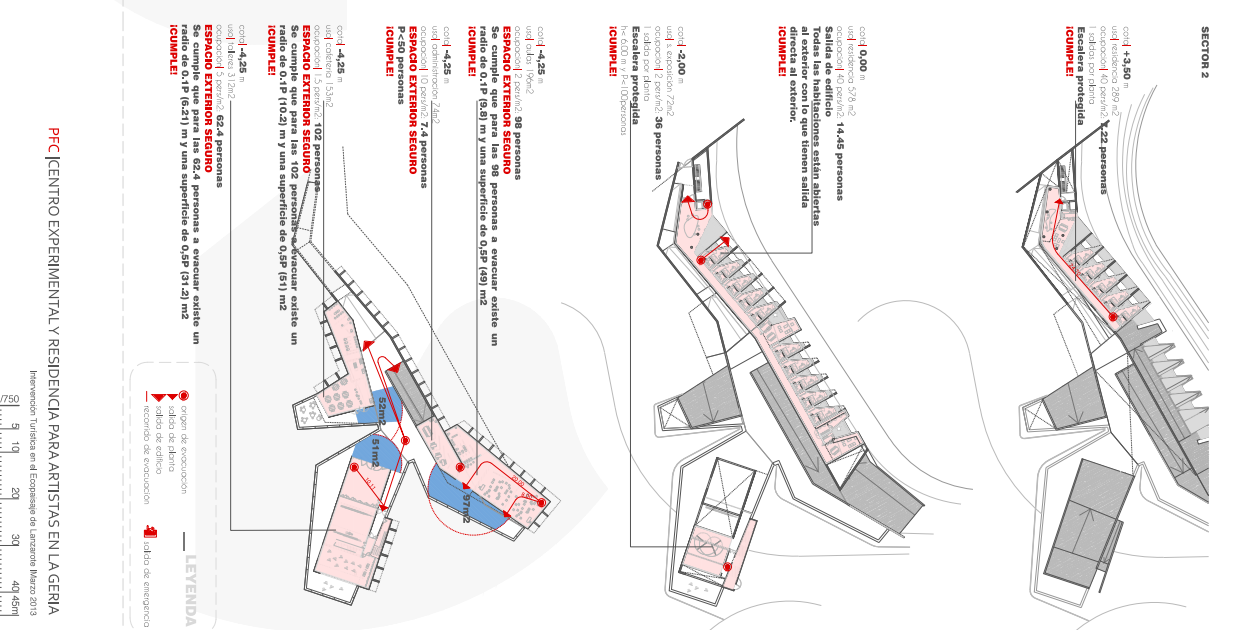 SECTOR 2
cota| +3,50 m
uso| residencia 289 m2
ocupacion| 40 pers/m2: 7.22 personas
1 salidas por planta
Escalera protegida
¡CUMPLE!
cota| 0,00 m
uso| residencia 578 m2
ocupacion| 40 pers/m2: 14.45 personas
Salida de edificio
Todas las habitaciones están abiertas
al exterior con lo que tienen salida
directa al exterior.
¡CUMPLE!
cota| -2,00 m
uso| s. exposición 72m2
ocupacion| 2 pers/m2: 36 personas
1 salida por planta
Escalera protegida
¡CUMPLE!
cota| -4,25 m
uso| aulas 196m2
ocupacion| 2 pers/m2: 98 personas
ESPACIO EXTERIOR SEGURO
Se cumple que para las 98 personas a evacuar existe un
radio de 0.1P (9.8) m y una superficie de 0,5P (49) m2
¡CUMPLE!
cota| -4,25 m
uso| administración 74m2
ocupacion| 10 pers/m2: 7.4 personas
ESPACIO EXTERIOR SEGURO
P<50 personas
¡CUMPLE!
cota| -4,25 m
uso| cafetería 153m2
ocupacion| 1.5 pers/m2: 102 personas
ESPACIO EXTERIOR SEGURO
Se cumple que para las 102 personas a evacuar existe un
radio de 0.1P (10.2) m y una superficie de 0,5P (51) m2
¡CUMPLE!
cota| -4,25 m
uso| talleres 312m2
ocupacion| 5 pers/m2: 62.4 personas
ESPACIO EXTERIOR SEGURO
Se cumple que para las 62.4 personas a evacuar existe un
radio de 0.1P (6.21) m y una superficie de 0,5P (31.2) m2
¡CUMPLE!
52m2
51m2
97m2
LEYENDA
origen de evacuación
salida de planta
salida de edificio
recorrido de evacuación
salida de emergencia
PFC |CENTRO EXPERIMENTAL Y RESIDENCIA PARA ARTISTAS EN LA GERIA
Intervención Turística en el Ecopaisaje de Lanzarote |Marzo 2013
/750 5| 10| 20| 30| 40| 45m|